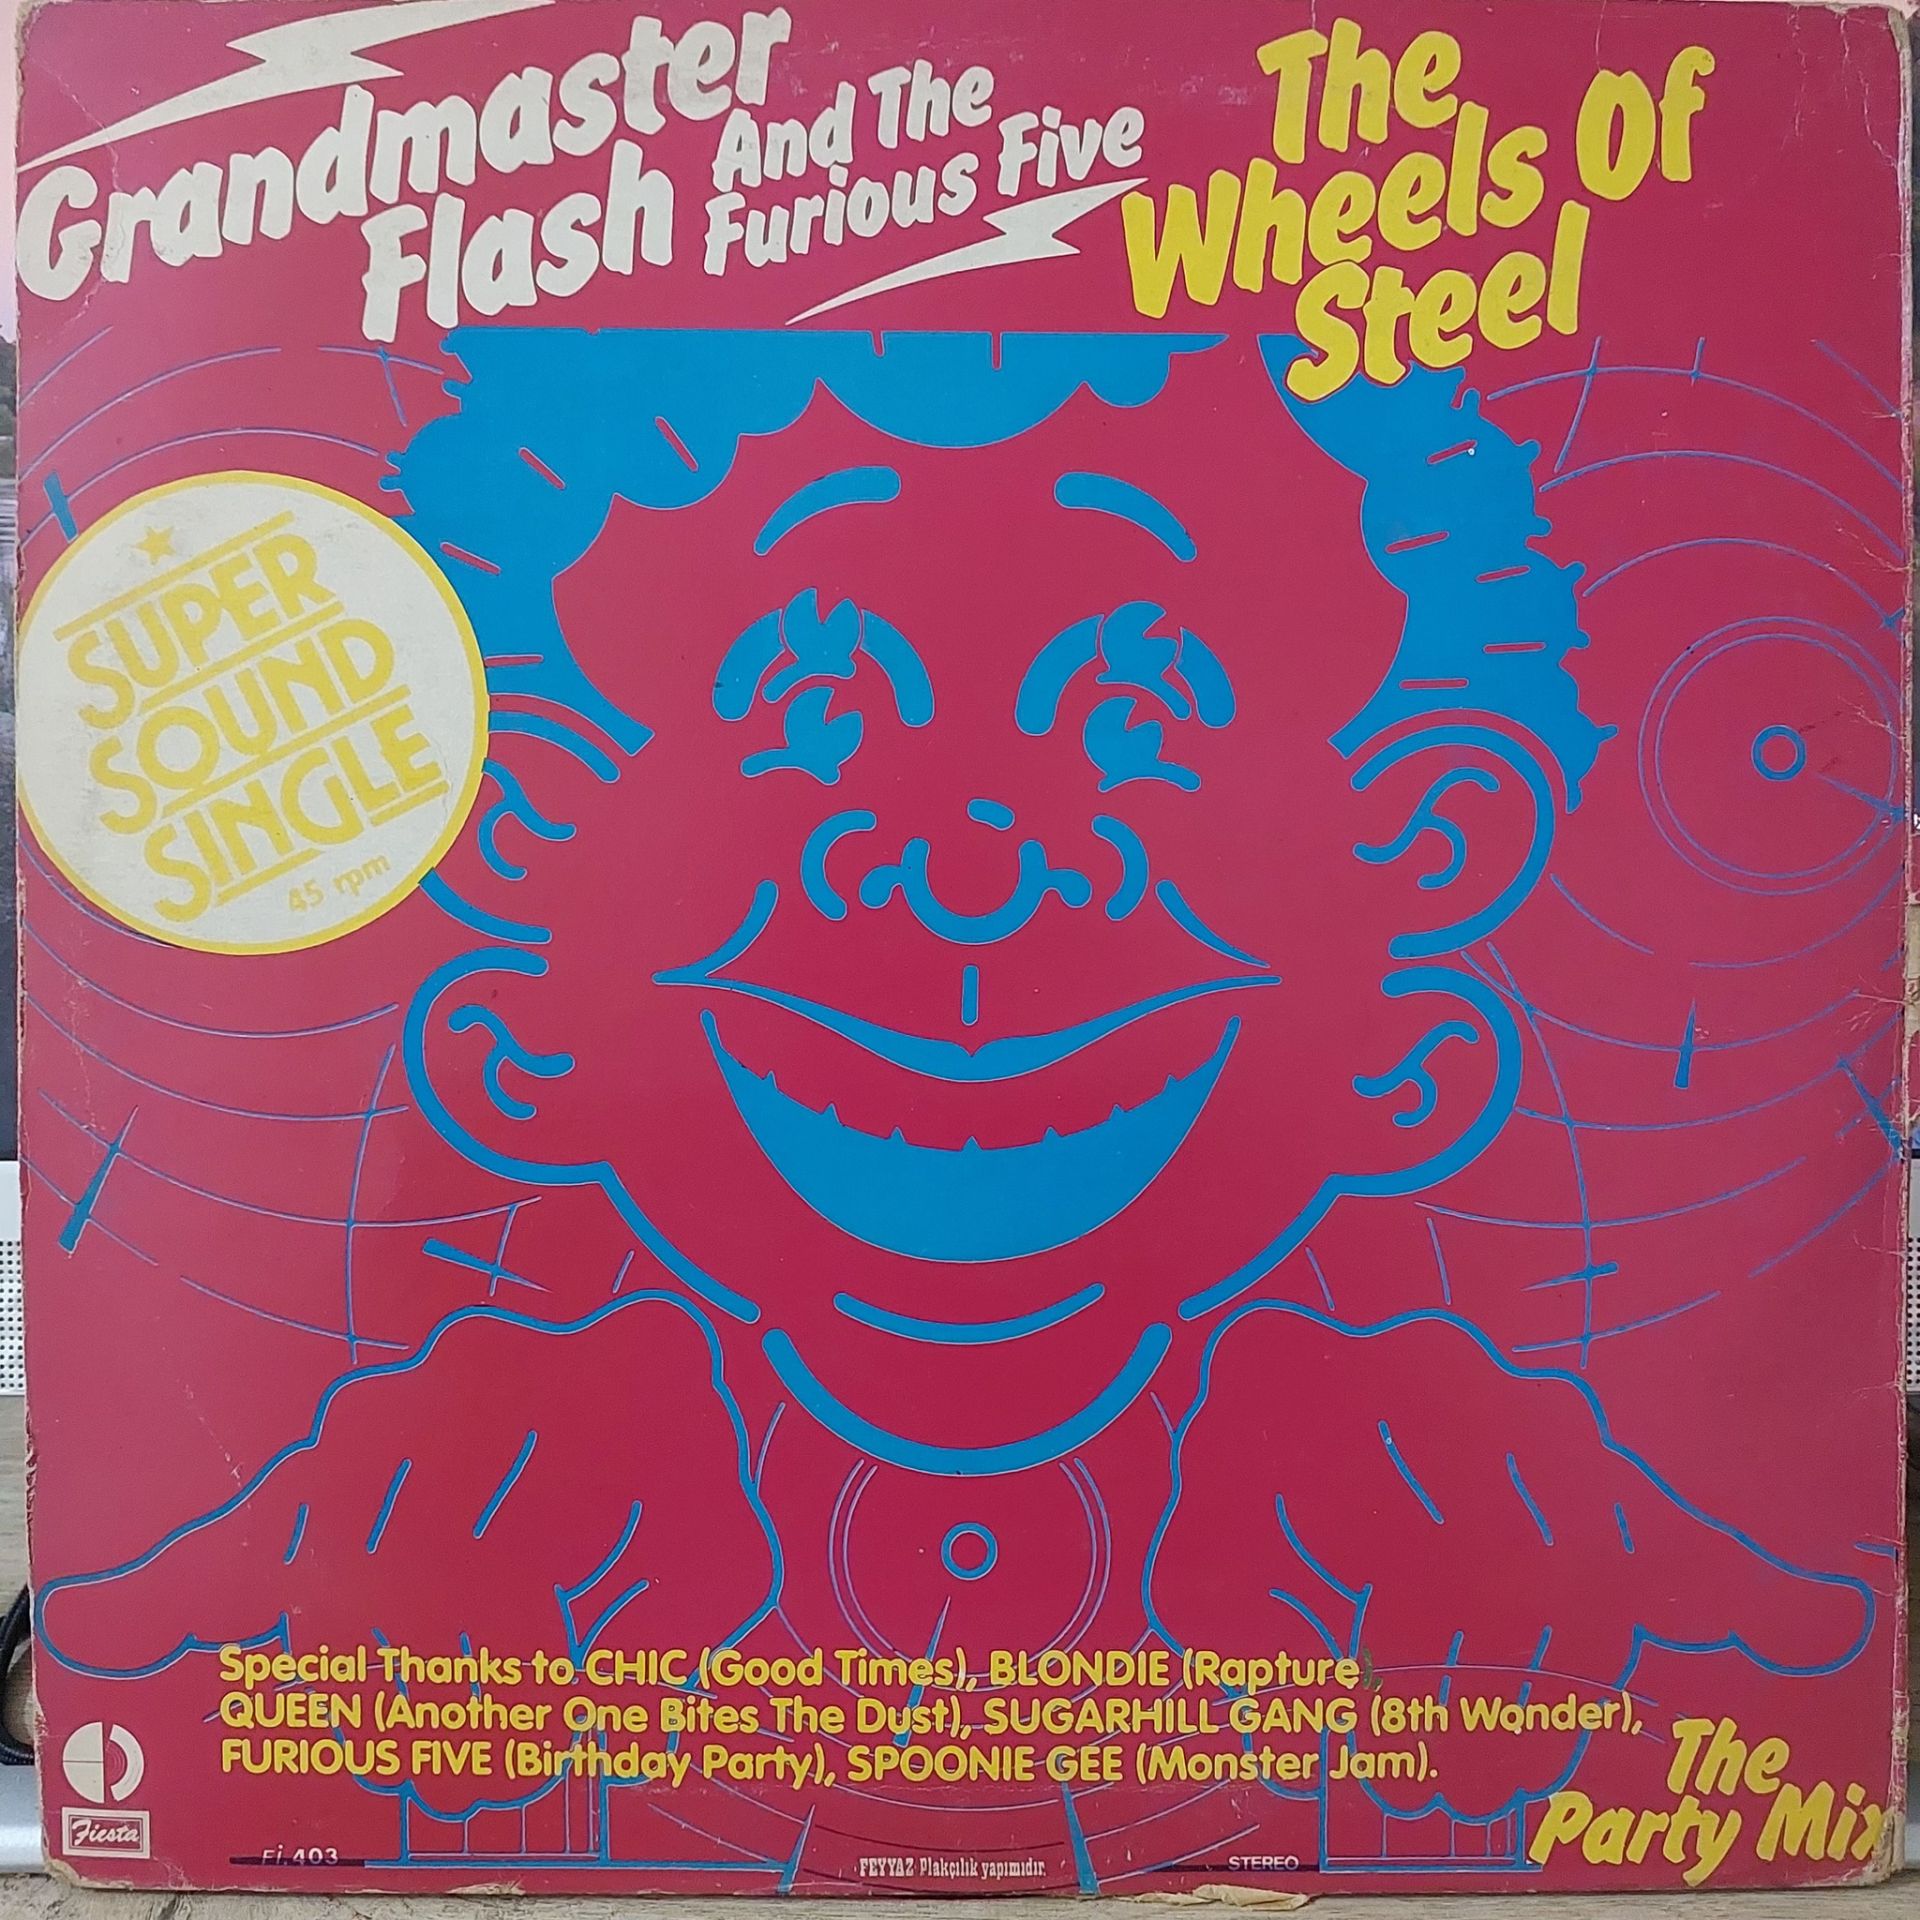 Grandmaster
Flash And The
Furious Five
The
Wheels Of
Steel
SUPER
SOUND
SINGLE
45 rpm
Special Thanks to CHIC (Good Times), BLONDIE (Rapture),
QUEEN (Another One Bites The Dust), SUGARHILL GANG (8th Wonder),
FURIOUS FIVE (Birthday Party), SPOONIE GEE (Monster Jam).
The
Party Mix
Fiesta
Fİ.403
FEYYAZ Plakçılık yapımıdır.
STEREO